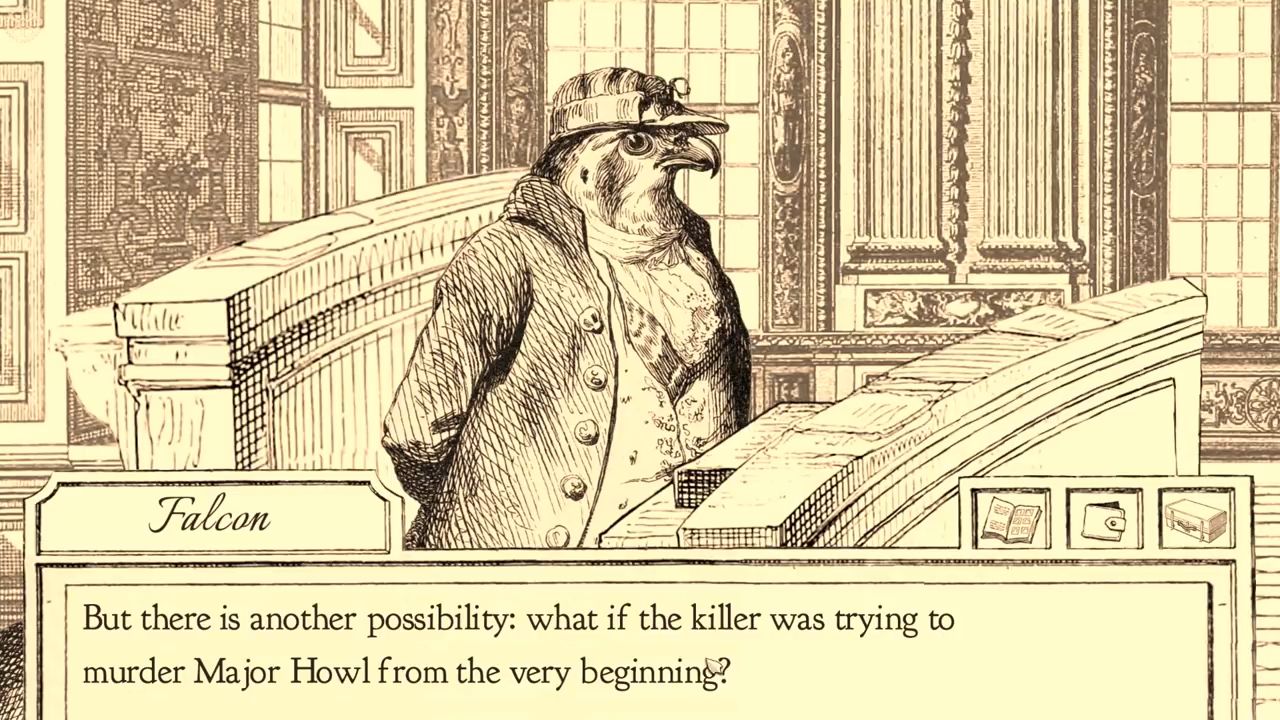 Falcon
But there is another possibility: what if the killer was trying to
murder Major Howl from the very beginning?